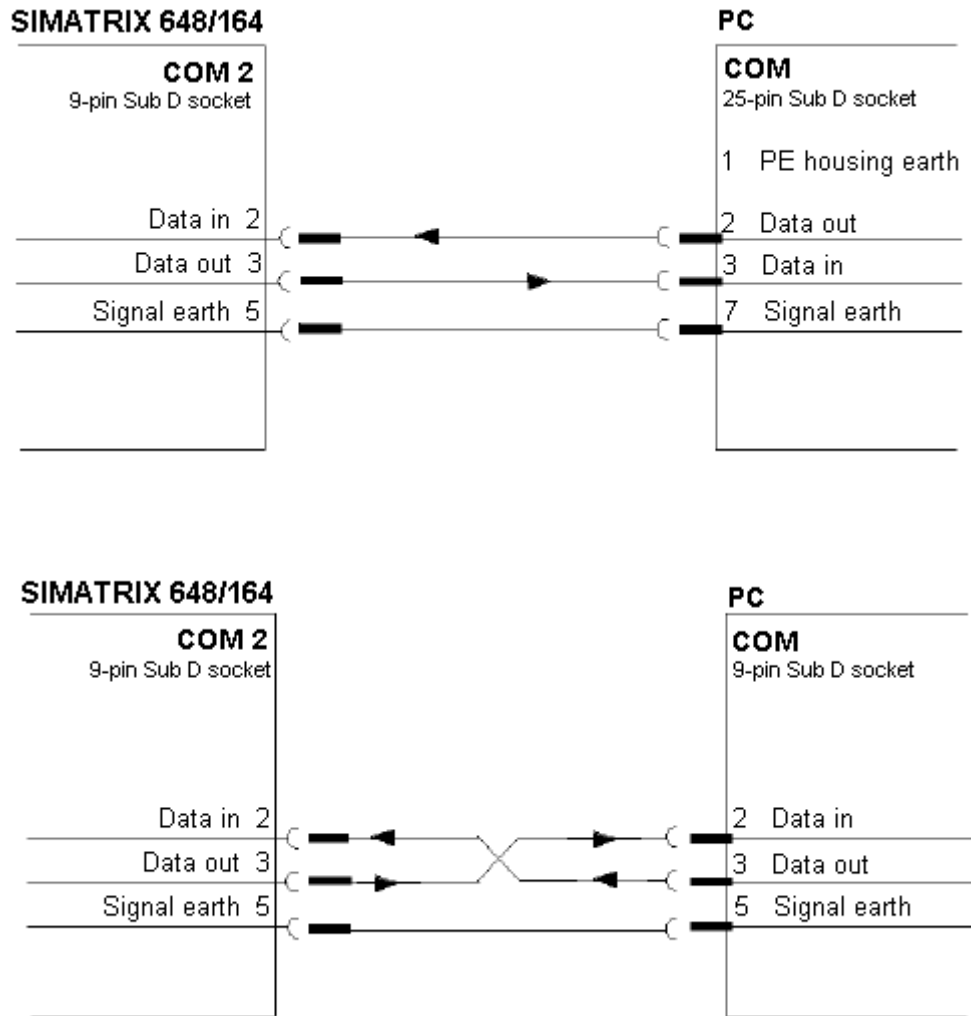 SIMATRIX 648/164
PC
COM 2
9-pin Sub D socket
COM
25-pin Sub D socket
1 PE housing earth
Data in 2
2 Data out
Data out 3
3 Data in
Signal earth 5
7 Signal earth
SIMATRIX 648/164
PC
COM 2
9-pin Sub D socket
COM
9-pin Sub D socket
Data in 2
2 Data in
Data out 3
3 Data out
Signal earth 5
5 Signal earth